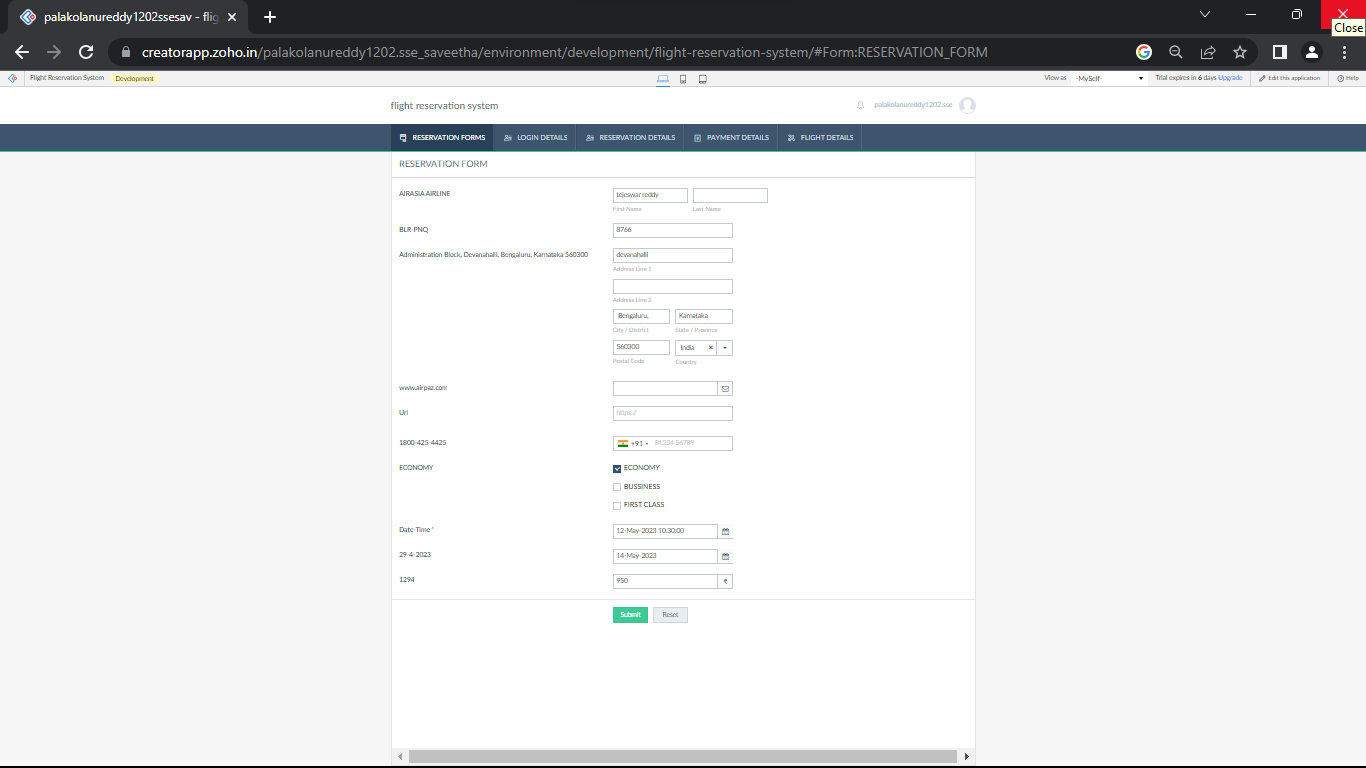 palakolanureddy1202ssesav - flig
Close
creatorapp.zoho.in/palakolanureddy1202.sse_saveetha/environment/development/flight-reservation-system/#Form:RESERVATION_FORM
Flight Reservation System Development View as -MySelf- Trial expires in 6 days Upgrade Edit this application Help
flight reservation system palakolanureddy1202.sse
RESERVATION FORMS LOGIN DETAILS RESERVATION DETAILS PAYMENT DETAILS FLIGHT DETAILS
RESERVATION FORM
AIRASIA AIRLINE tejeswar reddy
First Name Last Name
BLR-PNQ 8766
Administration Block, Devanahalli, Bengaluru, Karnataka 560300 devanahalli
Address Line 1
Address Line 2
Bengaluru, Karnataka
City / District State / Province
560300 India
Postal Code Country
www.airpaz.com
Url https://
1800-425-4425 +91 81234 56789
ECONOMY ECONOMY
BUSSINESS
FIRST CLASS
Date-Time * 12-May-2023 10:30:00
29-4-2023 14-May-2023
1294 950 ₹
Submit Reset